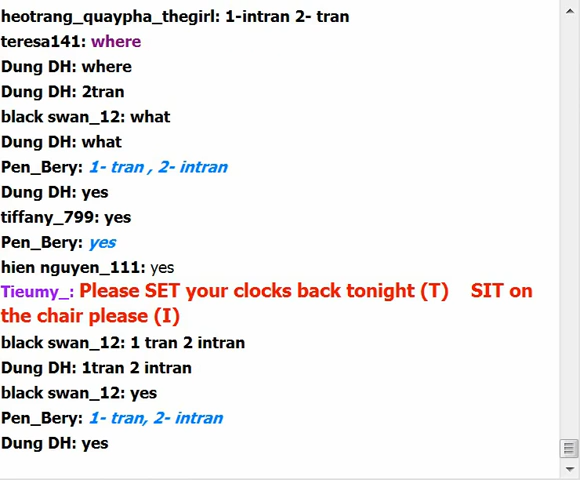 heotrang_quaypha_thegirl: 1-intran 2- tran
teresa141: where
Dung DH: where
Dung DH: 2tran
black swan_12: what
Dung DH: what
Pen_Bery: 1- tran , 2- intran
Dung DH: yes
tiffany_799: yes
Pen_Bery: yes
hien nguyen_111: yes
Tieumy_: Please SET your clocks back tonight (T) SIT on
the chair please (I)
black swan_12: 1 tran 2 intran
Dung DH: 1tran 2 intran
black swan_12: yes
Pen_Bery: 1- tran, 2- intran
Dung DH: yes